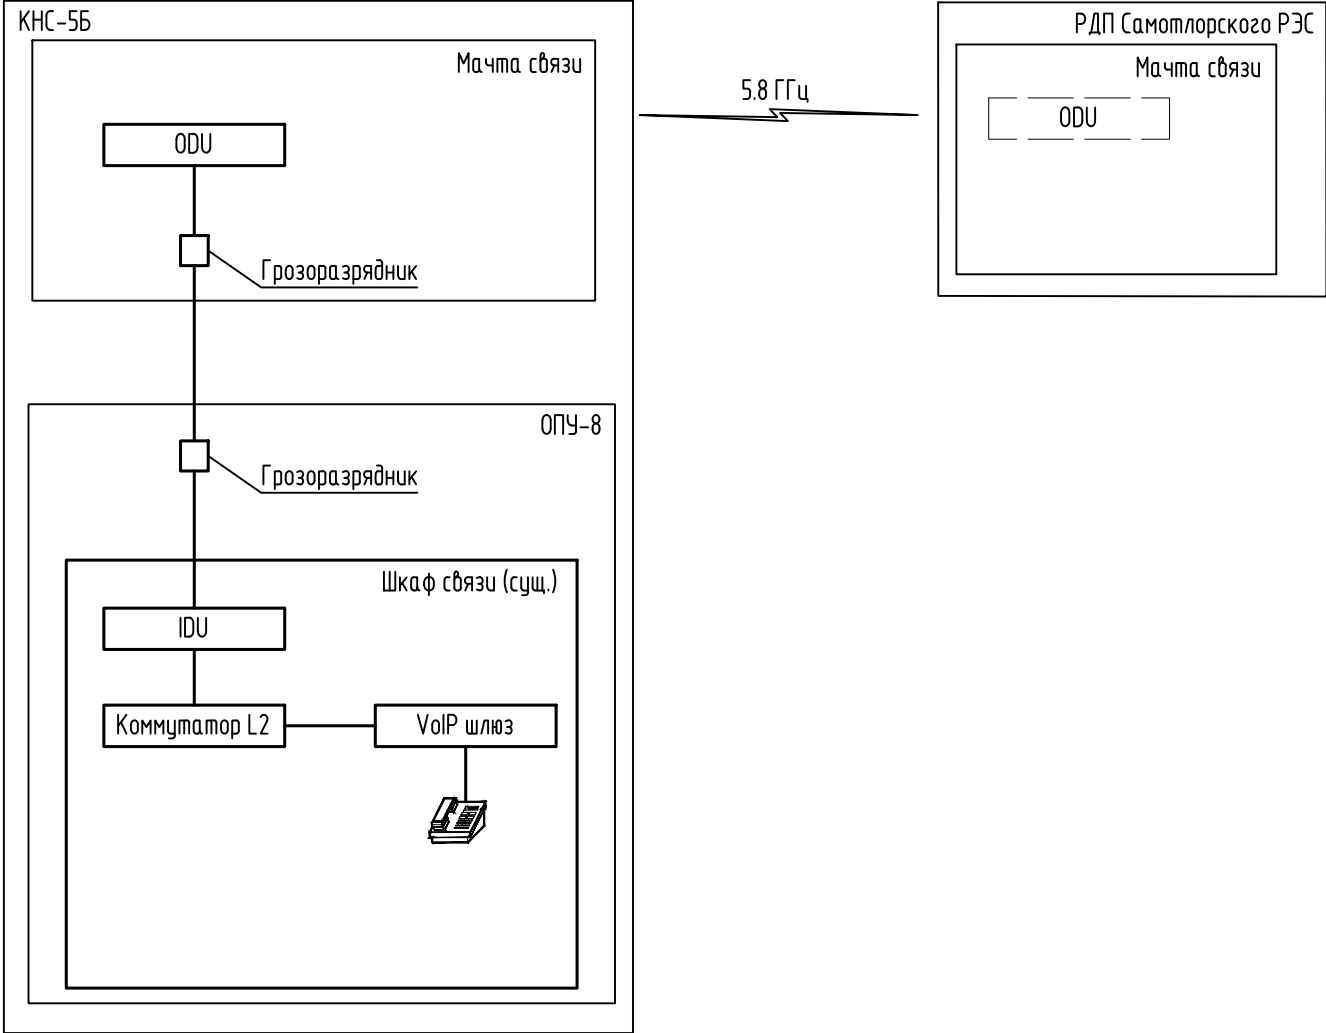 КНС-5Б
Мачта связи
ODU
Грозоразрядник
5.8 ГГц
РДП Самотлорского РЭС
Мачта связи
ODU
ОПУ-8
Грозоразрядник
Шкаф связи (сущ.)
IDU
Коммутатор L2
VoIP шлюз